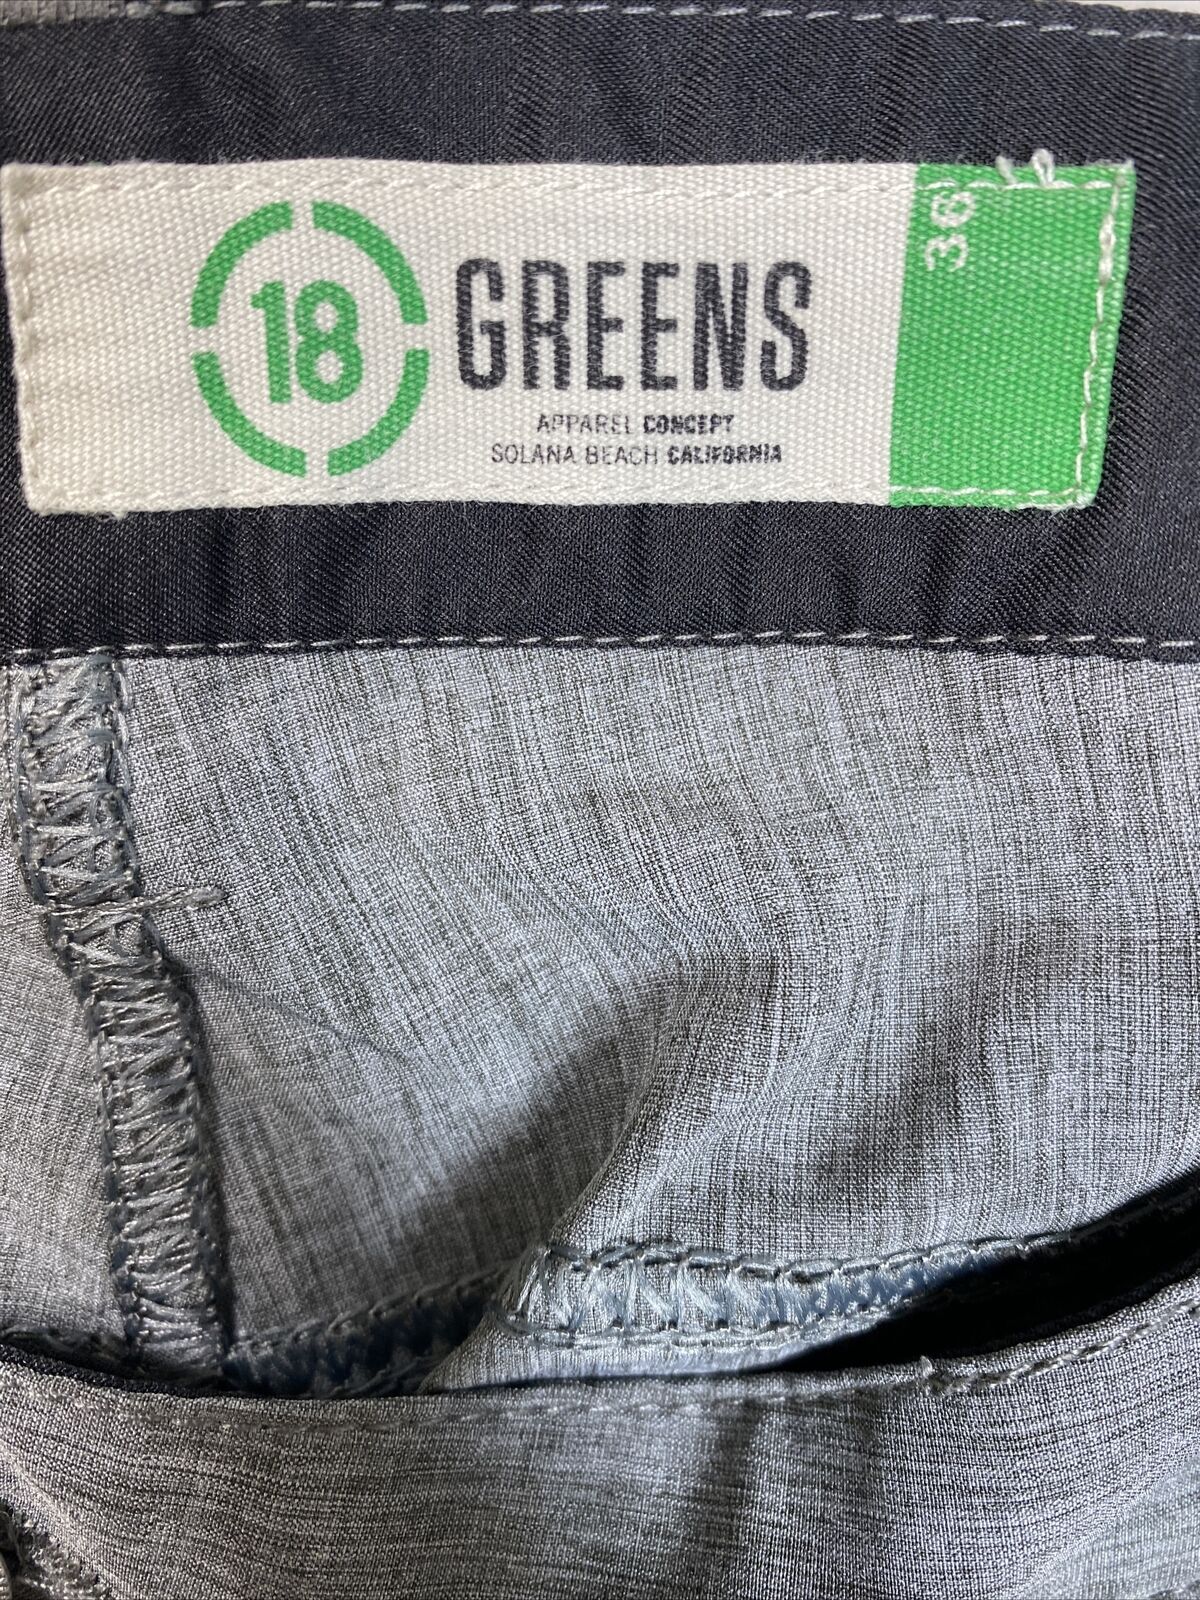 18 GREENS
APPAREL CONCEPT
SOLANA BEACH CALIFORNIA
36